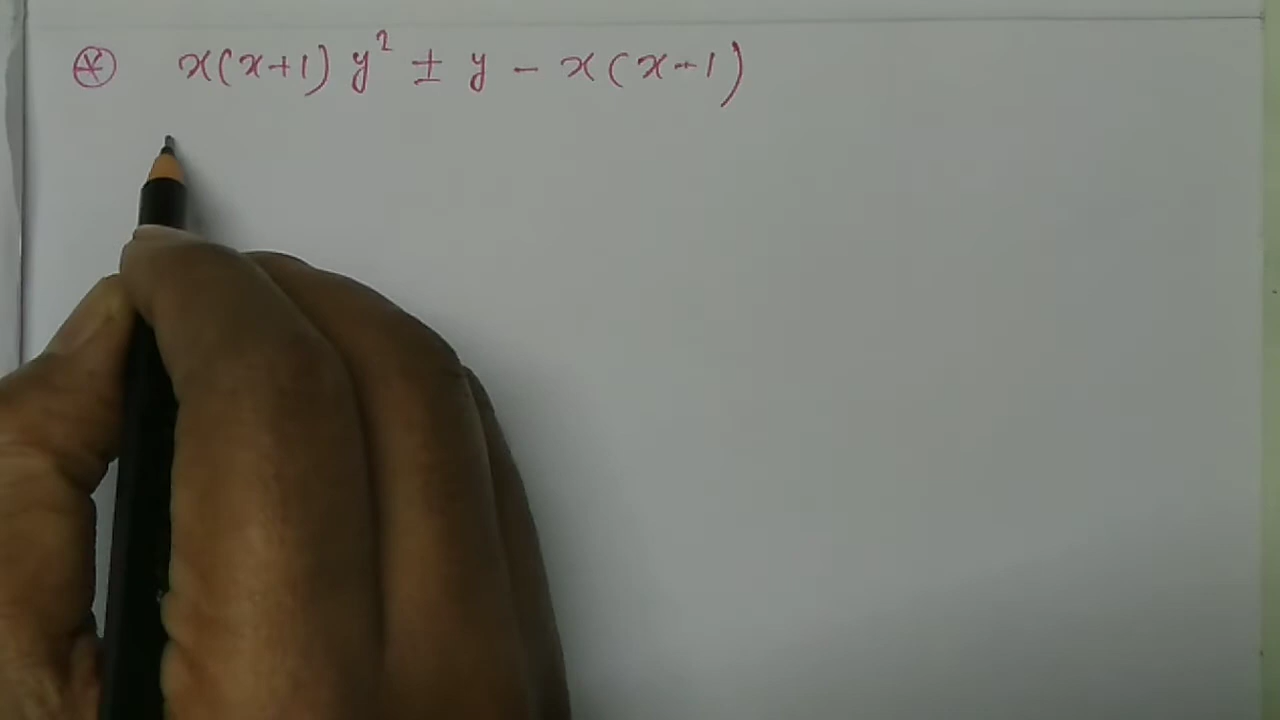 ⊛ x(x+1) y² ± y - x(x-1)